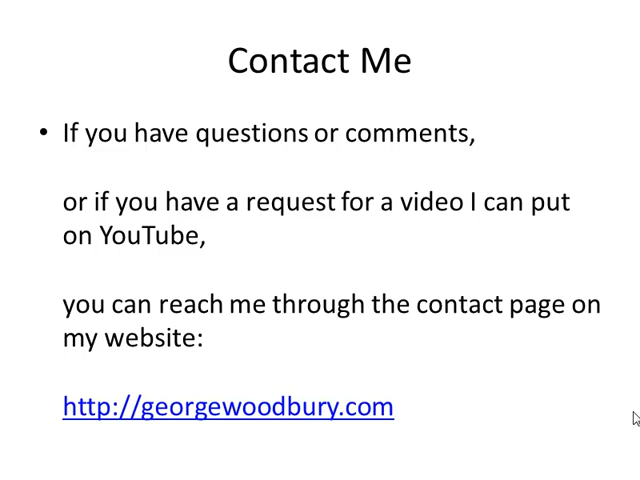 Contact Me
• If you have questions or comments,
or if you have a request for a video I can put
on YouTube,
you can reach me through the contact page on
my website:
http://georgewoodbury.com